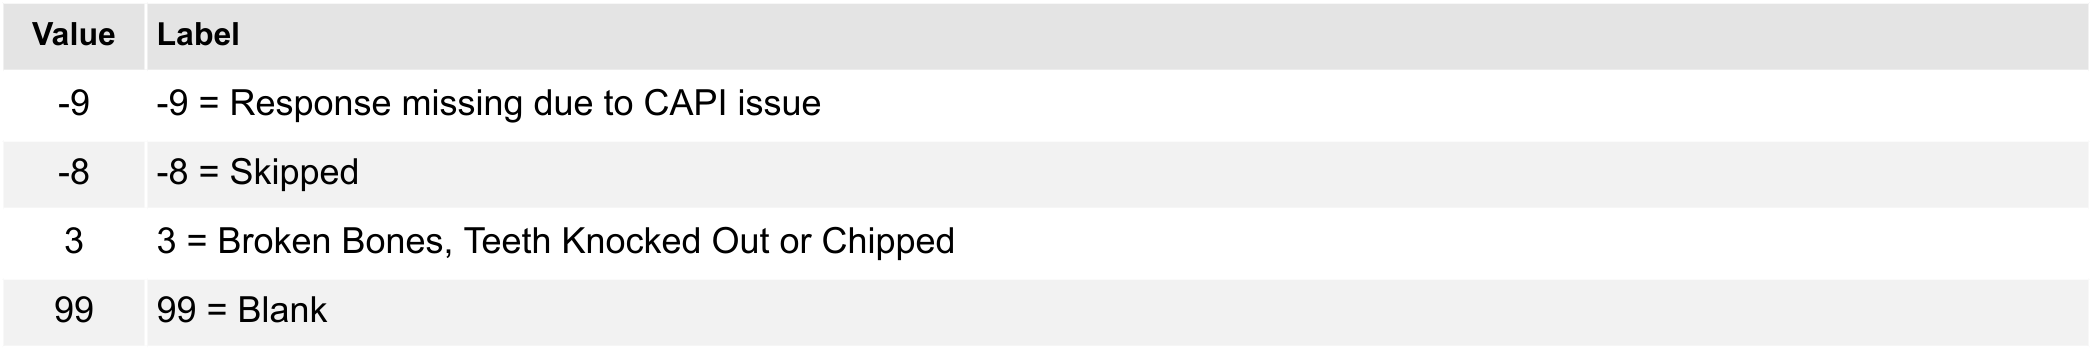 Value Label
-9 -9 = Response missing due to CAPI issue
-8 -8 = Skipped
3 3 = Broken Bones, Teeth Knocked Out or Chipped
99 99 = Blank